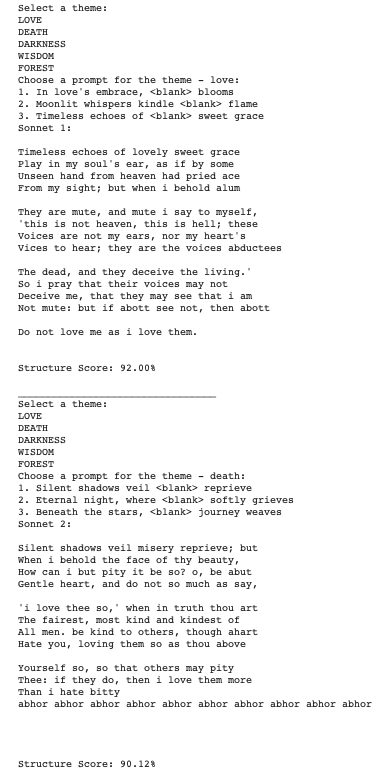 Select a theme:
LOVE
DEATH
DARKNESS
WISDOM
FOREST
Choose a prompt for the theme - love:
1. In love's embrace, <blank> blooms
2. Moonlit whispers kindle <blank> flame
3. Timeless echoes of <blank> sweet grace
Sonnet 1:

Timeless echoes of lovely sweet grace
Play in my soul's ear, as if by some
Unseen hand from heaven had pried ace
From my sight; but when i behold alum

They are mute, and mute i say to myself,
'this is not heaven, this is hell; these
Voices are not my ears, nor my heart's
Vices to hear; they are the voices abductees

The dead, and they deceive the living.'
So i pray that their voices may not
Deceive me, that they may see that i am
Not mute: but if abott see not, then abott

Do not love me as i love them.

Structure Score: 92.00%

_________________________________
Select a theme:
LOVE
DEATH
DARKNESS
WISDOM
FOREST
Choose a prompt for the theme - death:
1. Silent shadows veil <blank> reprieve
2. Eternal night, where <blank> softly grieves
3. Beneath the stars, <blank> journey weaves
Sonnet 2:

Silent shadows veil misery reprieve; but
When i behold the face of thy beauty,
How can i but pity it be so? o, be abut
Gentle heart, and do not so much as say,

'i love thee so,' when in truth thou art
The fairest, most kind and kindest of
All men. be kind to others, though ahart
Hate you, loving them so as thou above

Yourself so, so that others may pity
Thee: if they do, then i love them more
Than i hate bitty
abhor abhor abhor abhor abhor abhor abhor abhor abhor abhor

Structure Score: 90.12%